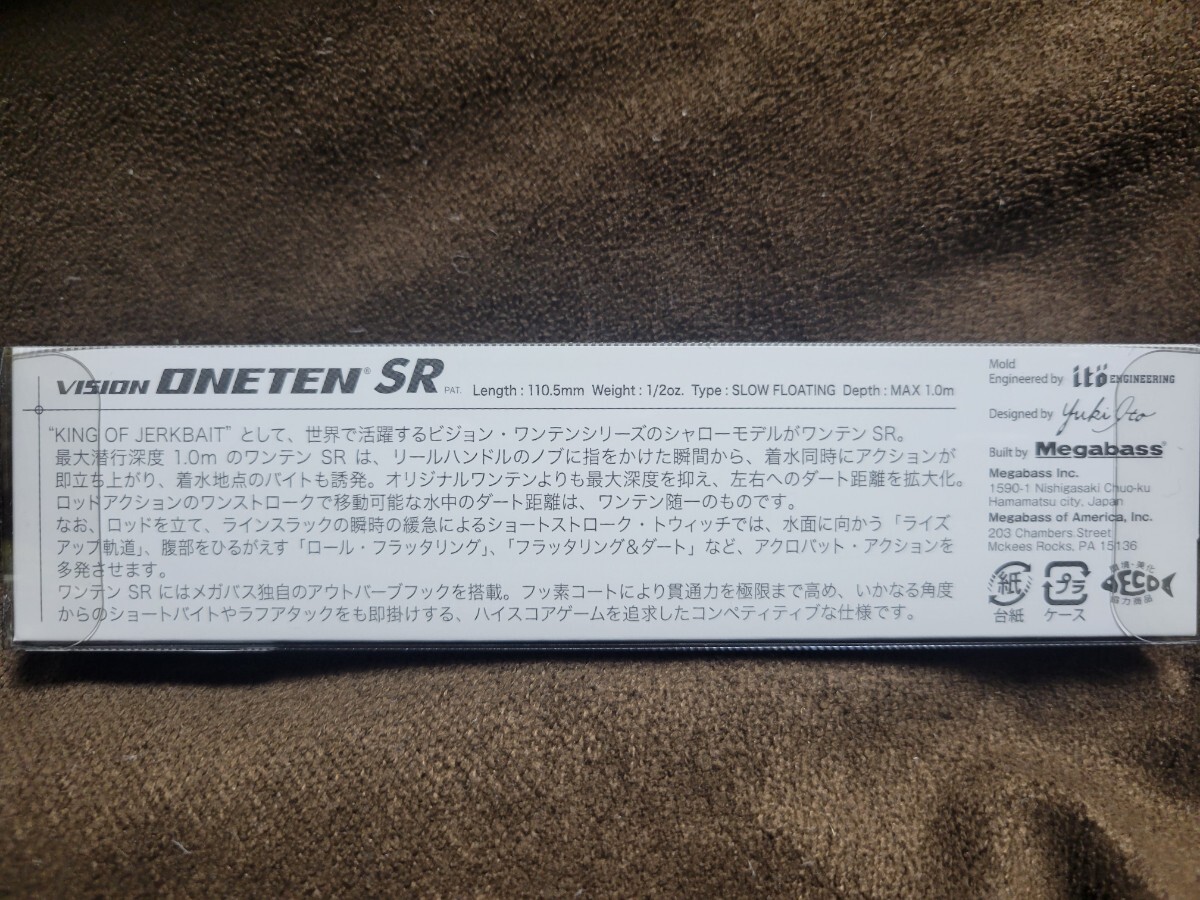 VISION ONETEN® SR PAT. Length : 110.5mm Weight : 1/2oz. Type : SLOW FLOATING Depth : MAX 1.0m
“KING OF JERKBAIT” として、世界で活躍するビジョン・ワンテンシリーズのシャローモデルがワンテン SR。
最大潜行深度 1.0m のワンテン SR は、リールハンドルのノブに指をかけた瞬間から、着水同時にアクションが
即立ち上がり、着水地点のバイトも誘発。オリジナルワンテンよりも最大深度を抑え、左右へのダート距離を拡大化。
ロッドアクションのワンストロークで移動可能な水中のダート距離は、ワンテン随一のものです。
なお、ロッドを立て、ラインスラックの瞬時の緩急によるショートストローク・トウィッチでは、水面に向かう「ライズ
アップ軌道」、腹部をひるがえす「ロール・フラッタリング」、「フラッタリング&ダート」など、アクロバット・アクションを
多発させます。
ワンテン SR にはメガバス独自のアウトバーブフックを搭載。フッ素コートにより貫通力を極限まで高め、いかなる角度
からのショートバイトやラフアタックをも即掛けする、ハイスコアゲームを追求したコンペティティブな仕様です。
Mold
Engineered by itö ENGINEERING
Designed by Yuki Ito
Built by Megabass®
Megabass Inc.
1590-1 Nishigasaki Chuo-ku
Hamamatsu city, Japan
Megabass of America, Inc.
203 Chambers Street
Mckees Rocks, PA 15136
紙 プラ 環境・美化
ECO
台紙 ケース 協力商品